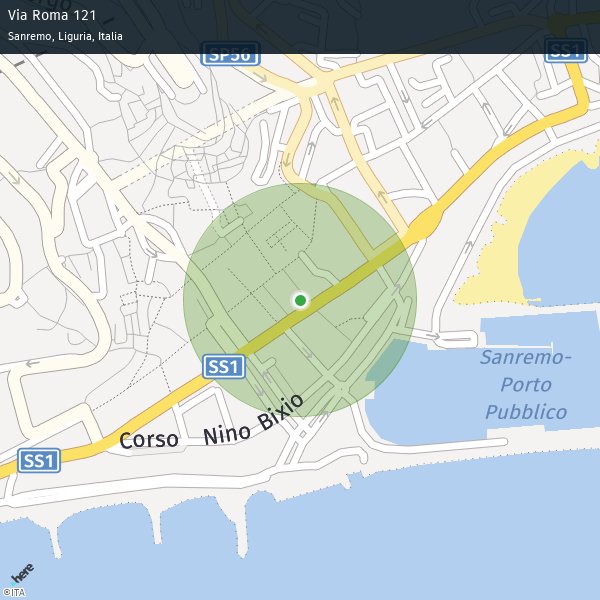 Via Roma 121
Sanremo, Liguria, Italia
SP56
SS1
SS1
Sanremo-
Porto
Pubblico
Corso Nino Bixio
SS1
here
©ITA